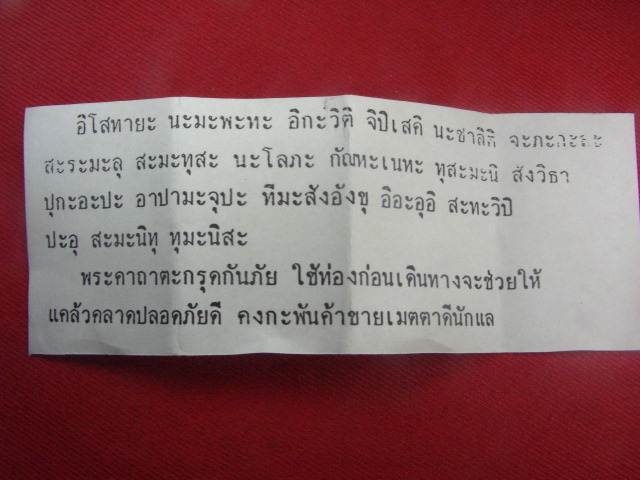 อิโสทายะ นะมะพะทะ อิกะวิติ จิปิเสคิ นะชาลิติ จะภะกะสะ
สะระมะลุ สะมะทุสะ นะโลภะ กัณหะเนหะ ทุสะมะนิ สังวิธา
ปุกะอะปะ อาปามะจุปะ ทีมะสังอังขุ อิอะอุอิ สะทะวิปิ
ปะอุ สะมะนิทุ ทุมะนิสะ
พระคาถาตะกรุดกันภัย ใช้ท่องก่อนเดินทางจะช่วยให้
แคล้วคลาดปลอดภัยดี คงกะพันค้าขายเมตตาดีนักแล